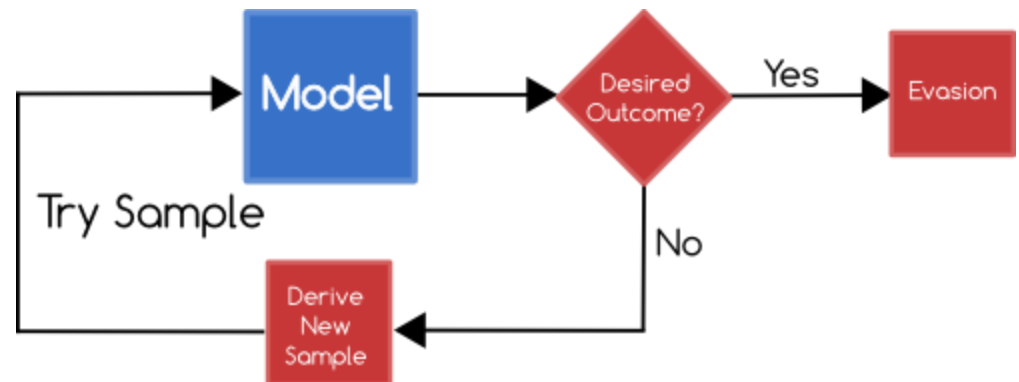 Model
Desired
Outcome?
Yes
Evasion
Try Sample
No
Derive
New
Sample